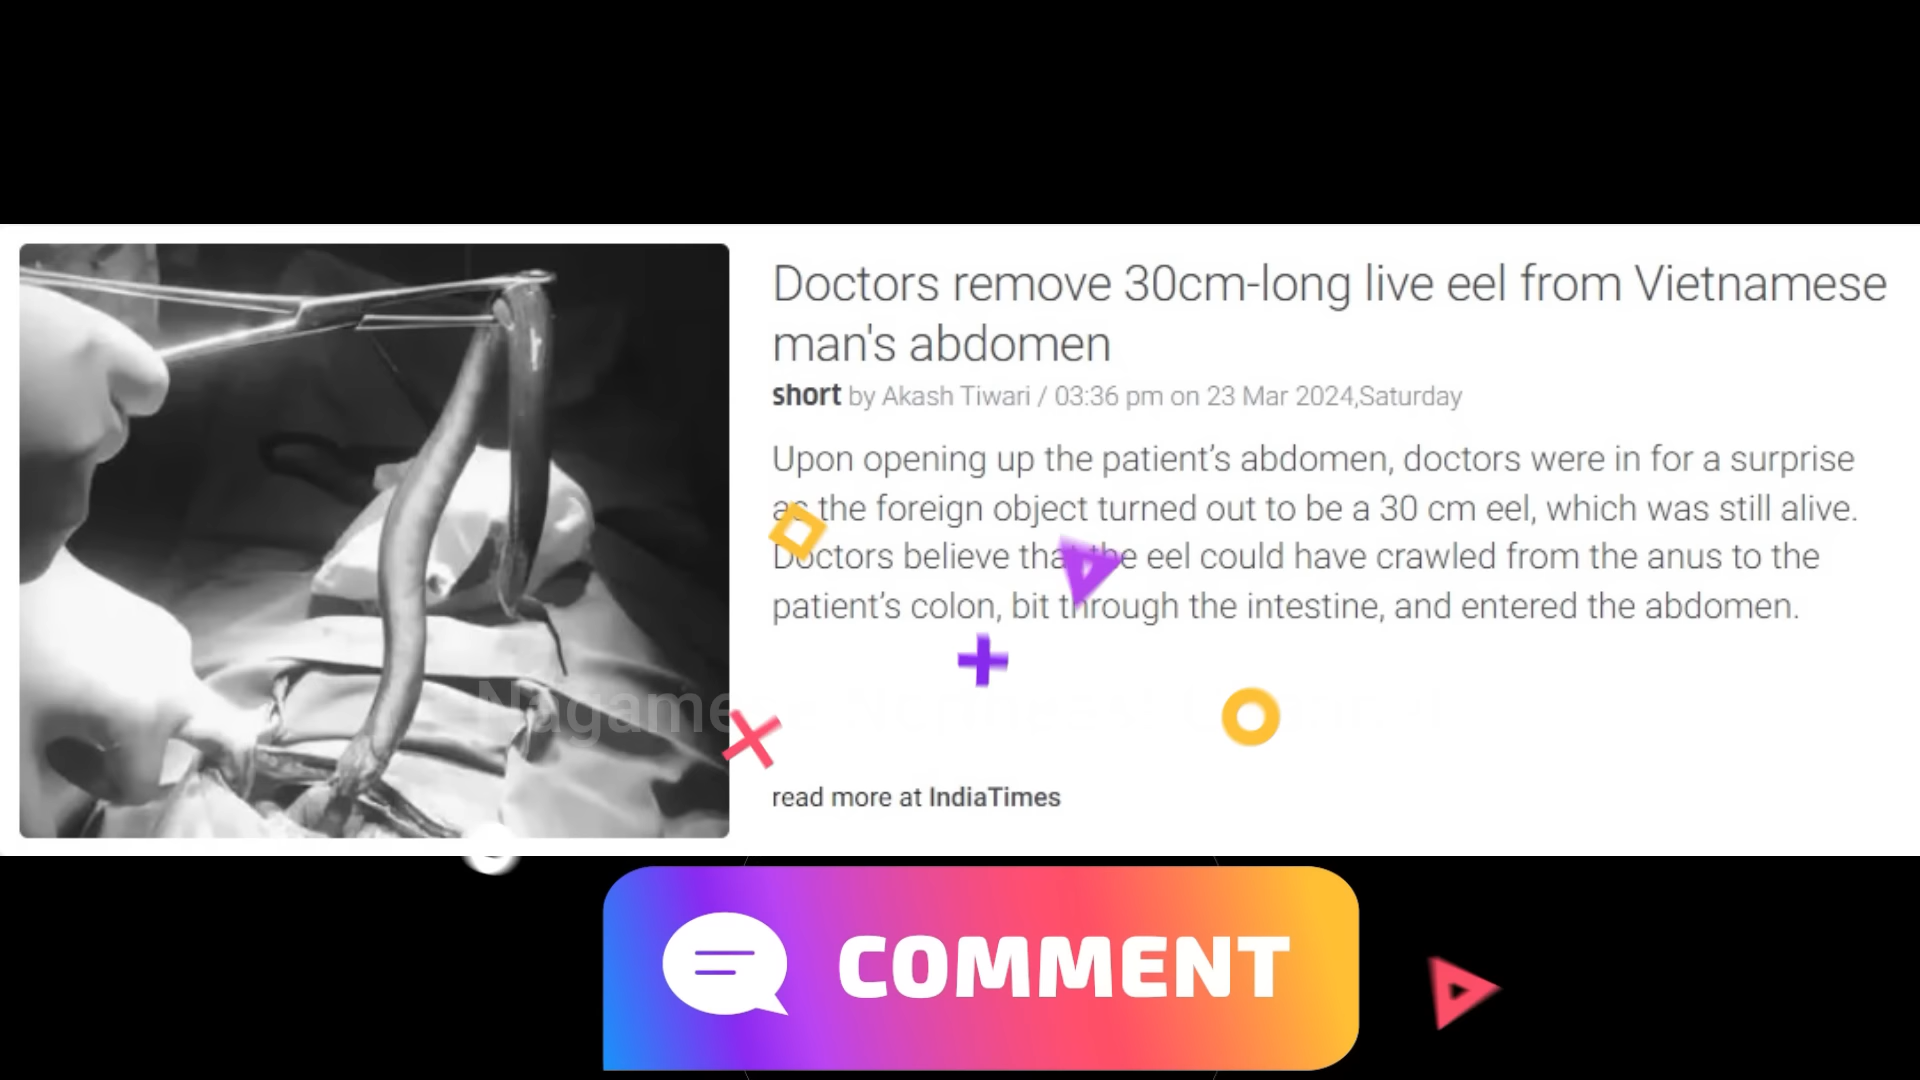 Doctors remove 30cm-long live eel from Vietnamese
man's abdomen
short by Akash Tiwari / 03:36 pm on 23 Mar 2024,Saturday
Upon opening up the patient’s abdomen, doctors were in for a surprise
as the foreign object turned out to be a 30 cm eel, which was still alive.
Doctors believe that the eel could have crawled from the anus to the
patient’s colon, bit through the intestine, and entered the abdomen.
read more at IndiaTimes
COMMENT